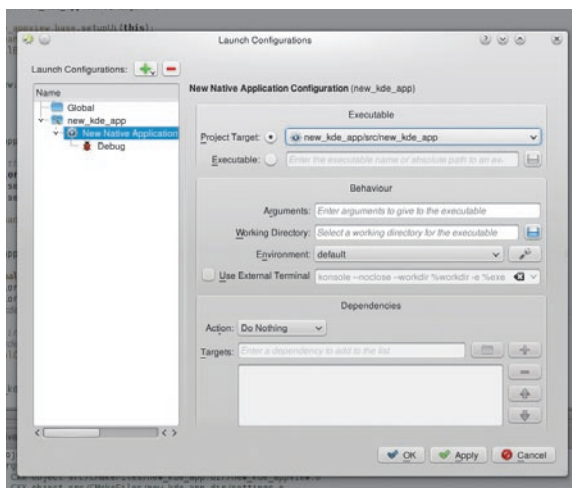 Launch Configurations
Launch Configurations:
Name
Global
new_kde_app
New Native Application
Debug
New Native Application Configuration (new_kde_app)
Executable
Project Target:
new_kde_app/src/new_kde_app
Executable:
Enter the executable name or absolute path to an exe
Behaviour
Arguments:
Enter arguments to give to the executable
Working Directory:
Select a working directory for the executable
Environment:
default
Use External Terminal
konsole --noclose --workdir %workdir -e %exe
Dependencies
Action:
Do Nothing
Targets:
Enter a dependency to add to the list
OK
Apply
Cancel